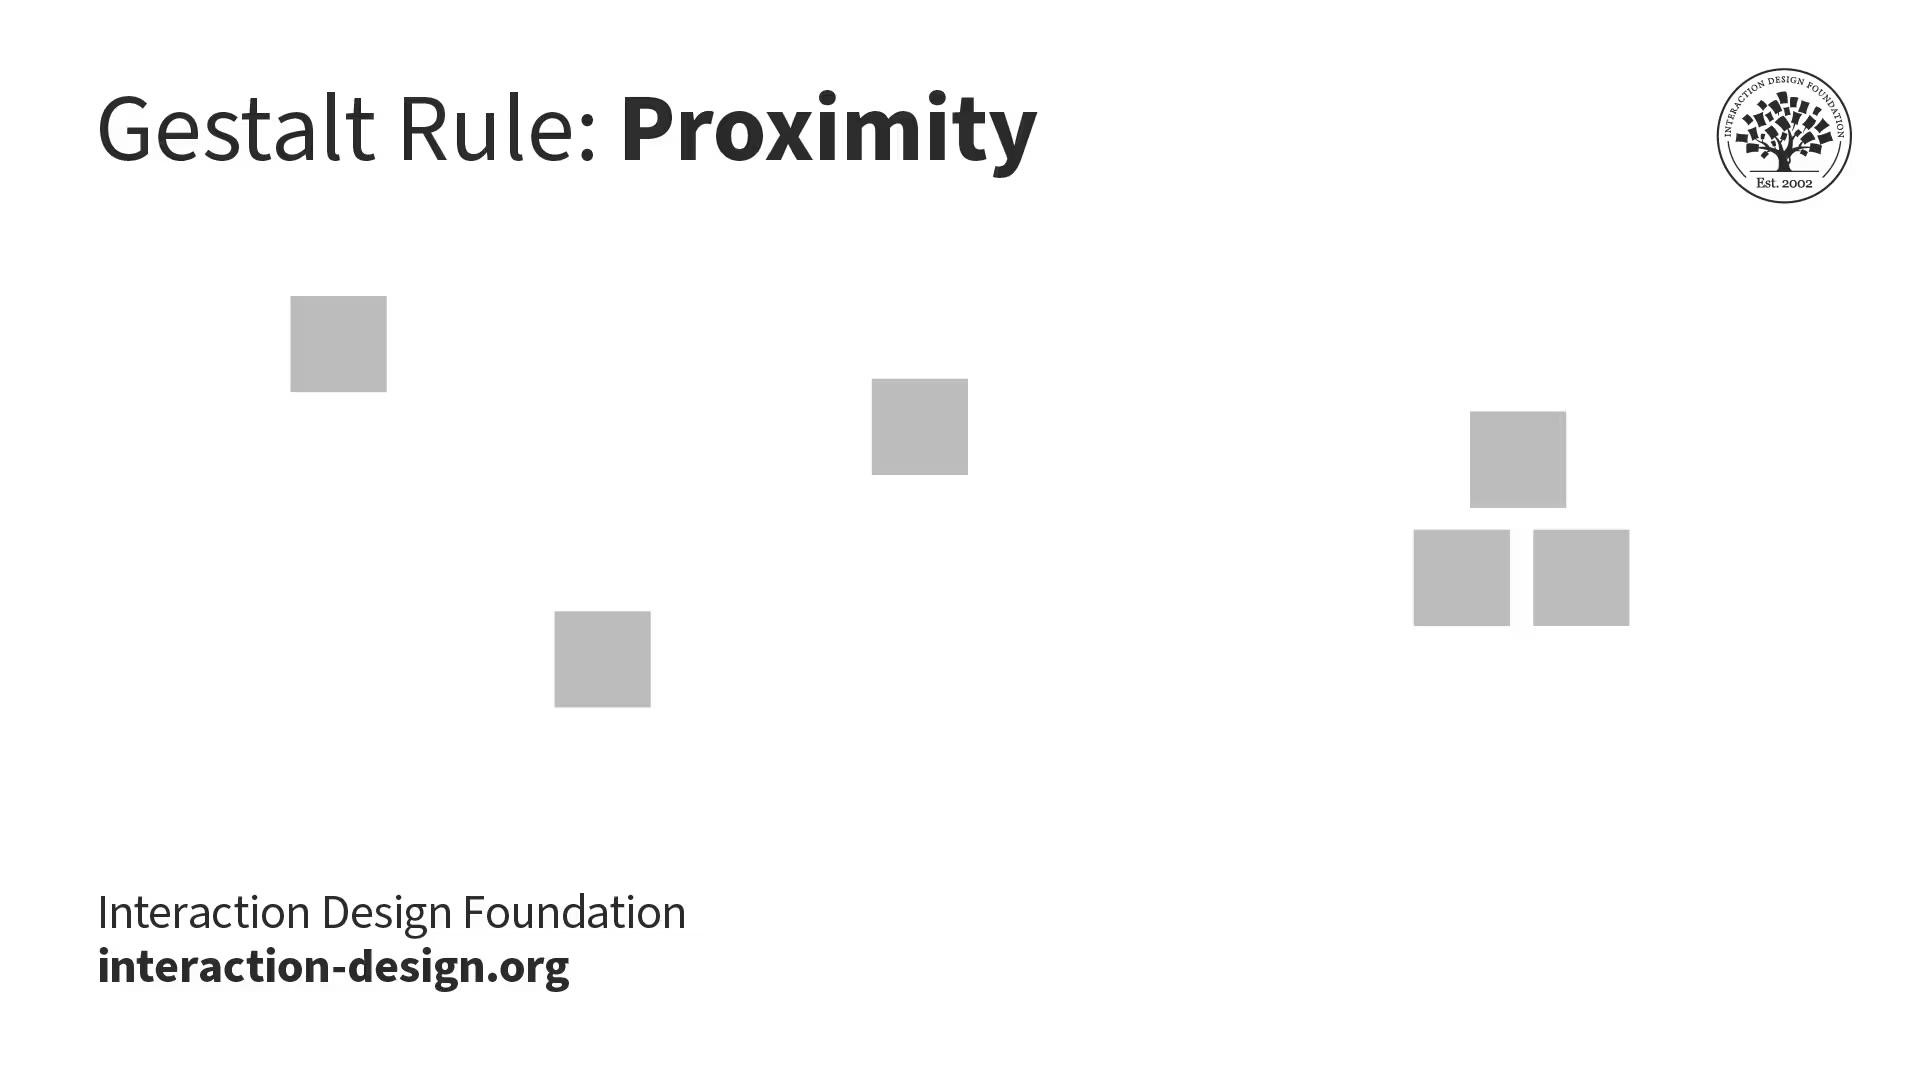 Gestalt Rule: Proximity
INTERACTION DESIGN FOUNDATION
Est. 2002
Interaction Design Foundation
interaction-design.org